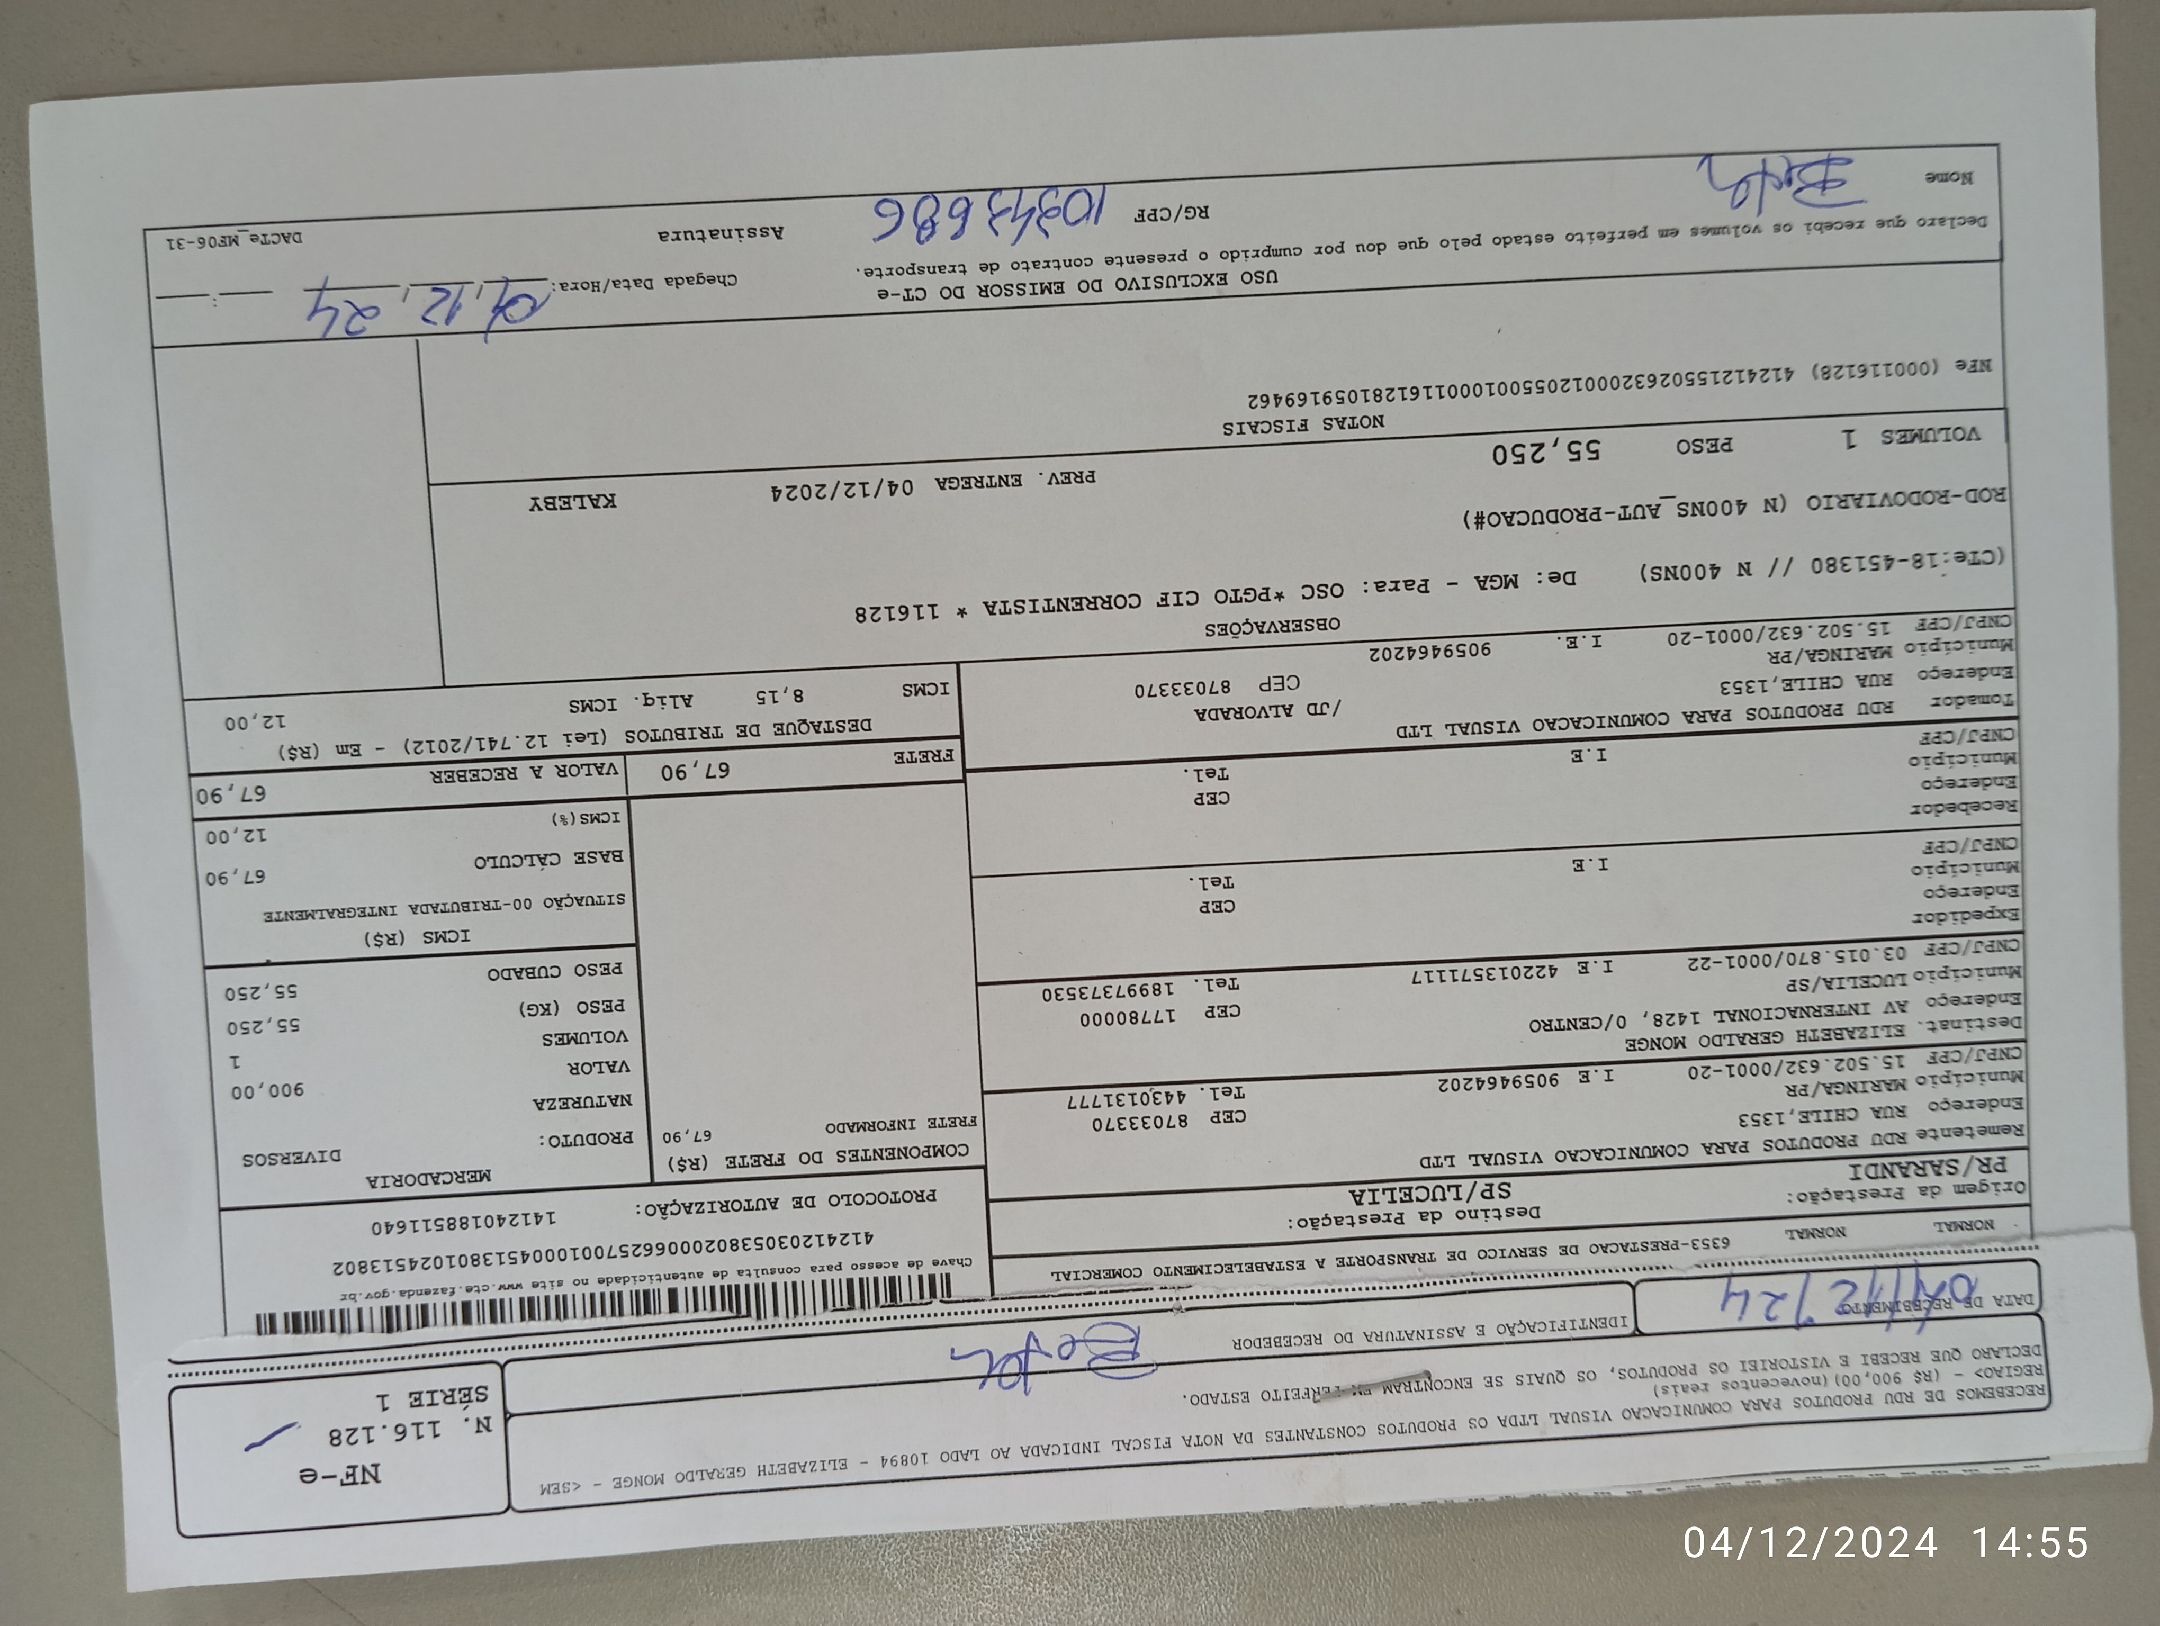 RECEBEMOS DE RDU PRODUTOS PARA COMUNICACAO VISUAL LTDA OS PRODUTOS CONSTANTES DA NOTA FISCAL INDICADA AO LADO 10894 - ELIZABETH GERALDO MONGE - <SEM
REGIAO> - (R$ 900,00)(novecentos reais)
DECLARO QUE RECEBI E VISTORIEI OS PRODUTOS, OS QUAIS SE ENCONTRAM EM PERFEITO ESTADO.
NF-e
N. 116.128
SÉRIE 1
DATA DE RECEBIMENTO
04/12/24
IDENTIFICAÇÃO E ASSINATURA DO RECEBEDOR
NORMAL NORMAL 6353-PRESTACAO DE SERVICO DE TRANSPORTE A ESTABELECIMENTO COMERCIAL
Chave de acesso para consulta de autenticidade no site www.cte.fazenda.gov.br
41241203053802000662570010004513801024513802
PROTOCOLO DE AUTORIZAÇÃO: 141240188511640
Origem da Prestação:
PR/SARANDI
Destino da Prestação:
SP/LUCELIA
Remetente RDU PRODUTOS PARA COMUNICACAO VISUAL LTD
Endereço RUA CHILE,1353
Município MARINGA/PR CEP 87033370
CNPJ/CPF 15.502.632/0001-20 I.E 9059464202 Tel. 4430131777
Destinat. ELIZABETH GERALDO MONGE
Endereço AV INTERNACIONAL 1428, 0/CENTRO
Município LUCELIA/SP CEP 17780000
CNPJ/CPF 03.015.870/0001-22 I.E 422013571117 Tel. 18997373530
Expedidor
Endereço
Município CEP
CNPJ/CPF I.E Tel.
Recebedor
Endereço
Município CEP
CNPJ/CPF I.E Tel.
Tomador RDU PRODUTOS PARA COMUNICACAO VISUAL LTD
Endereço RUA CHILE,1353 /JD ALVORADA
Município MARINGA/PR CEP 87033370
CNPJ/CPF 15.502.632/0001-20 I.E. 9059464202
COMPONENTES DO FRETE (R$)
FRETE INFORMADO 67,90
MERCADORIA
PRODUTO: DIVERSOS
NATUREZA
VALOR 900,00
VOLUMES 1
PESO (KG) 55,250
PESO CUBADO 55,250
ICMS (R$)
SITUAÇÃO 00-TRIBUTADA INTEGRALMENTE
BASE CÁLCULO 67,90
ICMS(%) 12,00
FRETE 67,90 VALOR A RECEBER 67,90
DESTAQUE DE TRIBUTOS (Lei 12.741/2012) - Em (R$)
ICMS 8,15 Aliq. ICMS 12,00
OBSERVAÇÕES
(CTe:18-451380 // N 400NS) De: MGA - Para: OSC *PGTO CIF CORRENTISTA * 116128
ROD-RODOVIARIO (N 400NS_AUT-PRODUCAO#)
VOLUMES 1 PESO 55,250 PREV. ENTREGA 04/12/2024 KALEBY
NOTAS FISCAIS
NFe (000116128) 41241215502632000120550010001161281059169462
USO EXCLUSIVO DO EMISSOR DO CT-e
Declaro que recebi os volumes em perfeito estado pelo que dou por cumprido o presente contrato de transporte.
Chegada Data/Hora: 04,12,24
Nome RG/CPF Assinatura
DACTe_MF06-31
04/12/2024 14:55